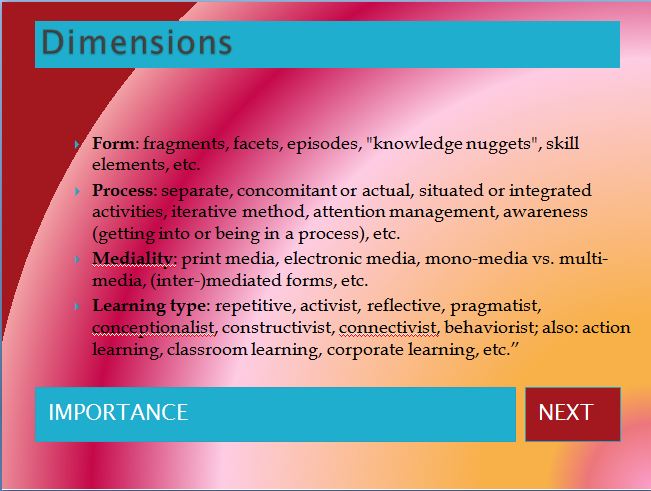 Dimensions
Form: fragments, facets, episodes, "knowledge nuggets", skill
elements, etc.
Process: separate, concomitant or actual, situated or integrated
activities, iterative method, attention management, awareness
(getting into or being in a process), etc.
Mediality: print media, electronic media, mono-media vs. multi-
media, (inter-)mediated forms, etc.
Learning type: repetitive, activist, reflective, pragmatist,
conceptionalist, constructivist, connectivist, behaviorist; also: action
learning, classroom learning, corporate learning, etc.”
IMPORTANCE
NEXT